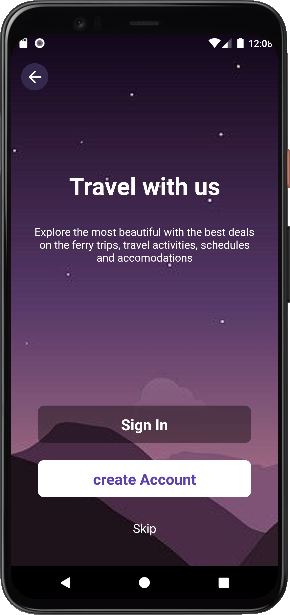 12:06
Travel with us
Explore the most beautiful with the best deals
on the ferry trips, travel activities, schedules
and accomodations
Sign In
create Account
Skip